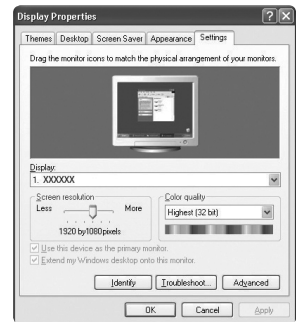 Display Properties
Themes Desktop Screen Saver Appearance Settings
Drag the monitor icons to match the physical arrangement of your monitors.
Display:
1. XXXXXX
Screen resolution
Less More
1920 by1080pixels
Color quality
Highest (32 bit)
Use this device as the primary monitor.
Extend my Windows desktop onto this monitor.
Identify Troubleshoot... Advanced
OK Cancel Apply